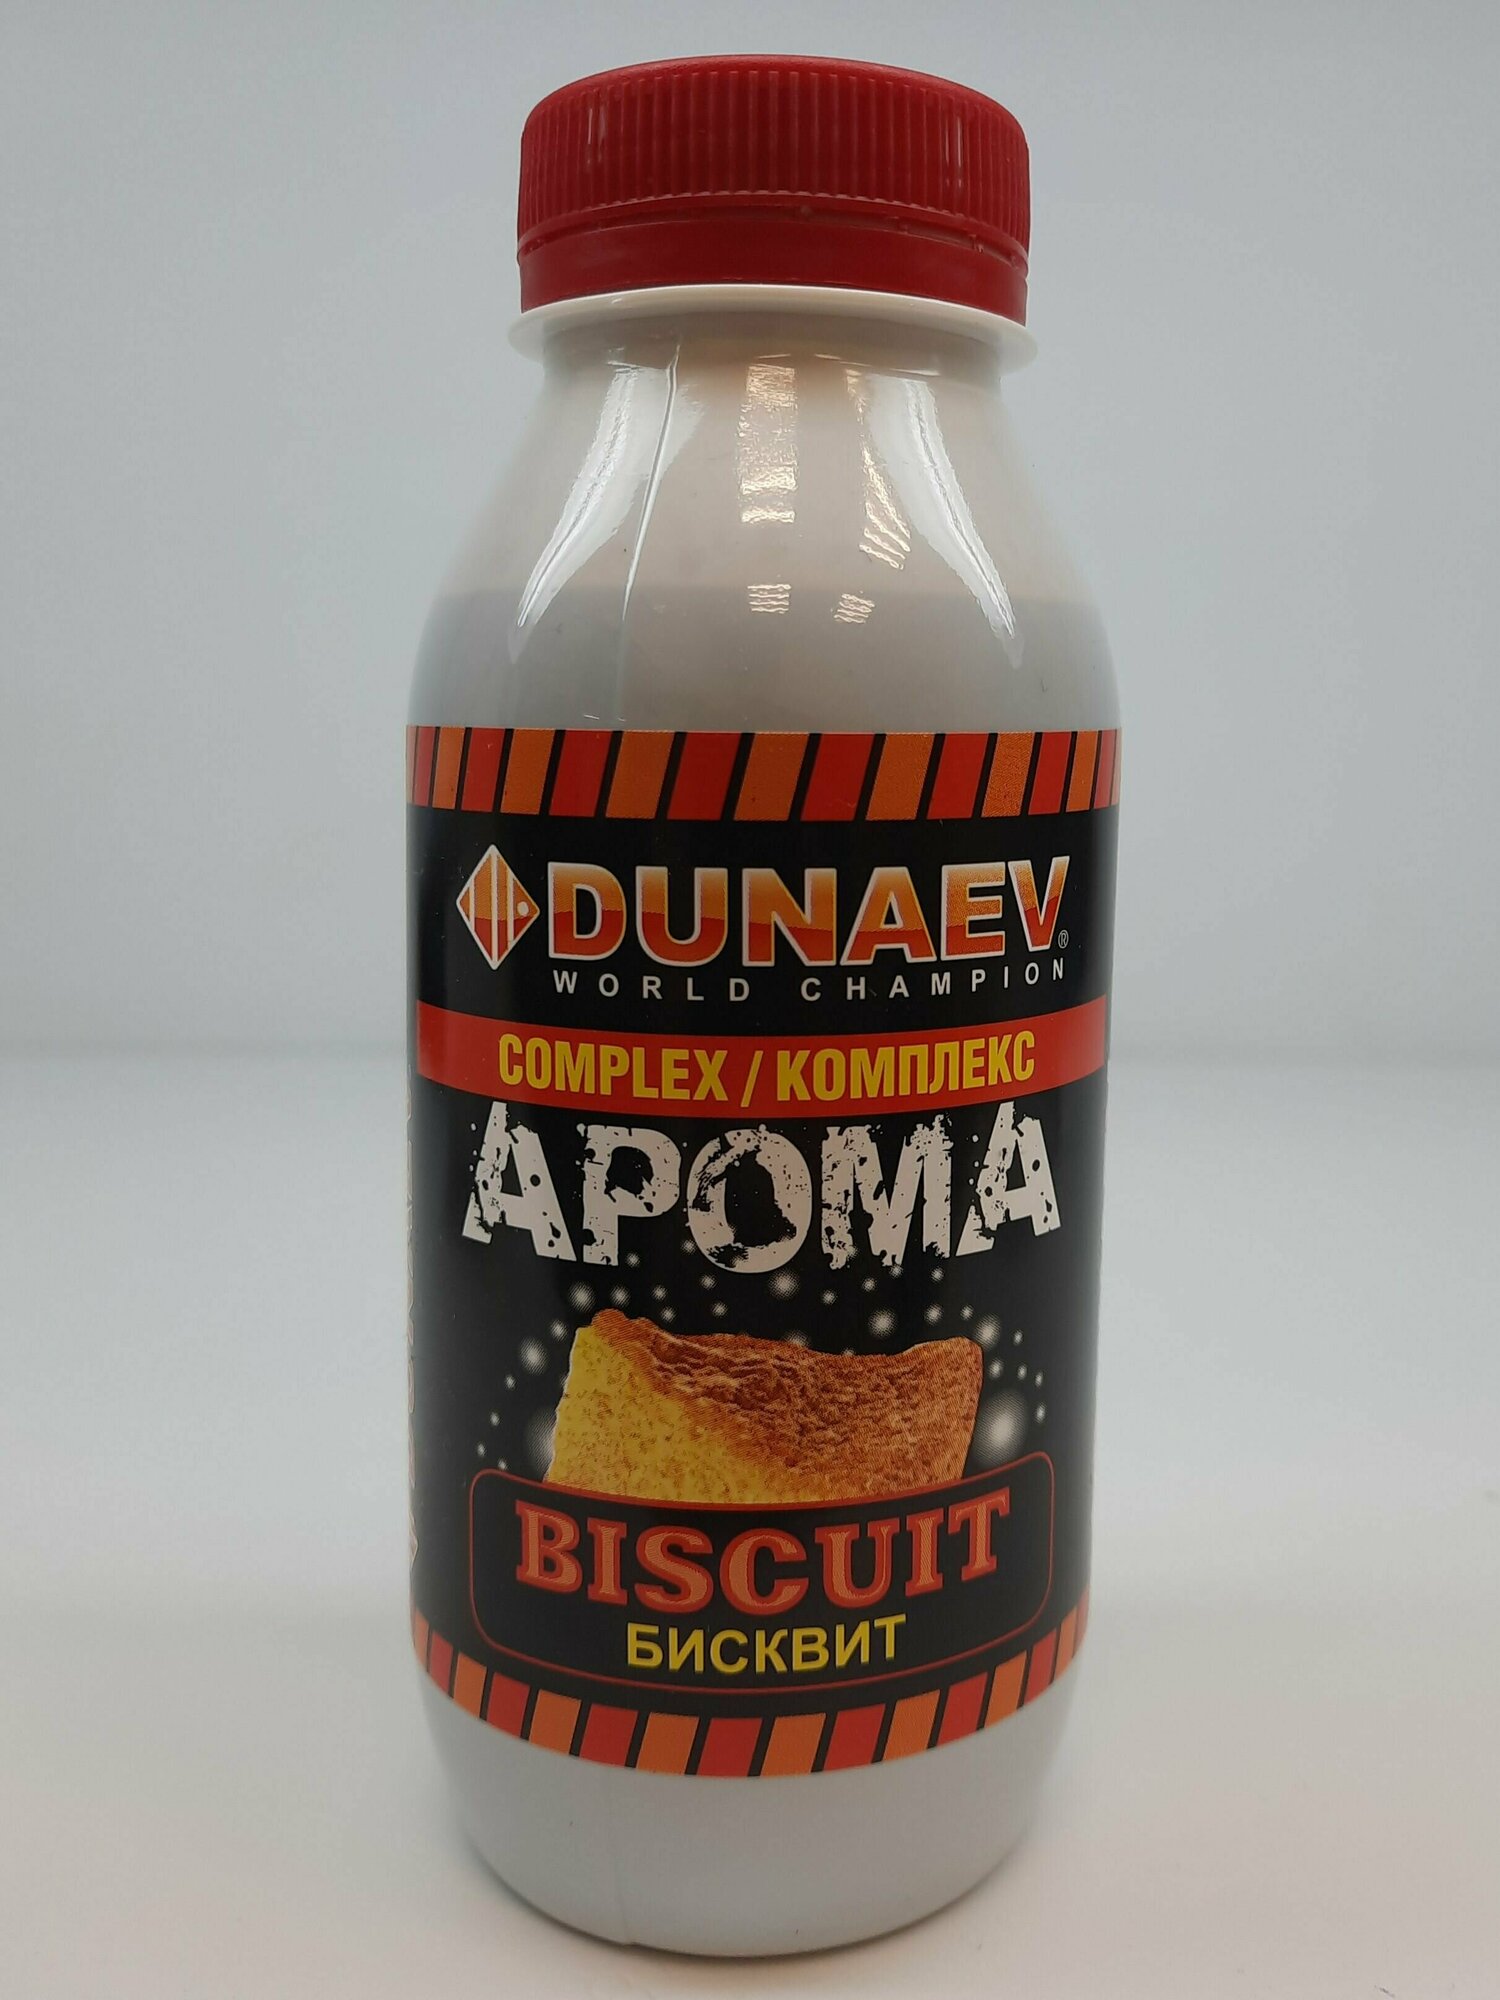 DUNAEV®
WORLD CHAMPION
COMPLEX / КОМПЛЕКС
АРОМА
BISCUIT
БИСКВИТ